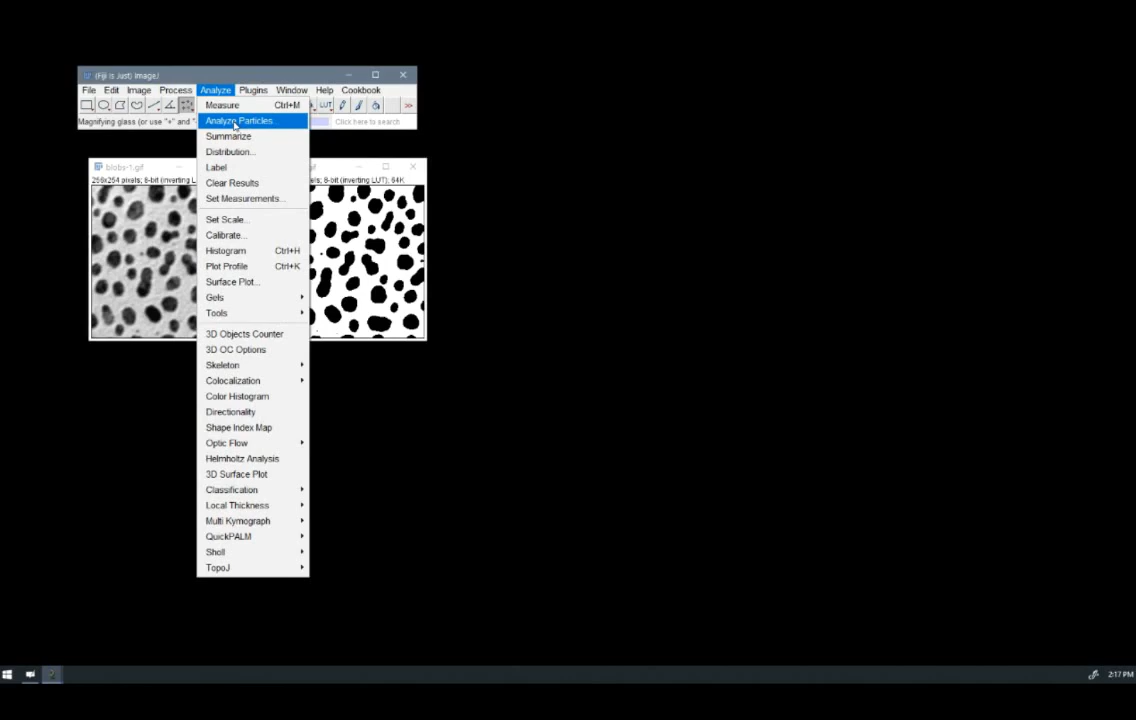 (Fiji Is Just) ImageJ
File Edit Image Process Analyze Plugins Window Help Cookbook
LUT >>
Magnifying glass (or use "+" and "- Click here to search
Measure Ctrl+M
Analyze Particles...
Summarize
Distribution...
Label
Clear Results
Set Measurements...
Set Scale...
Calibrate...
Histogram Ctrl+H
Plot Profile Ctrl+K
Surface Plot...
Gels
Tools
3D Objects Counter
3D OC Options
Skeleton
Colocalization
Color Histogram
Directionality
Shape Index Map
Optic Flow
Helmholtz Analysis
3D Surface Plot
Classification
Local Thickness
Multi Kymograph
QuickPALM
Sholl
TopoJ
blobs-1.gif
256x254 pixels; 8-bit (inverting L
8-bit (inverting LUT); 64K
2:17 PM